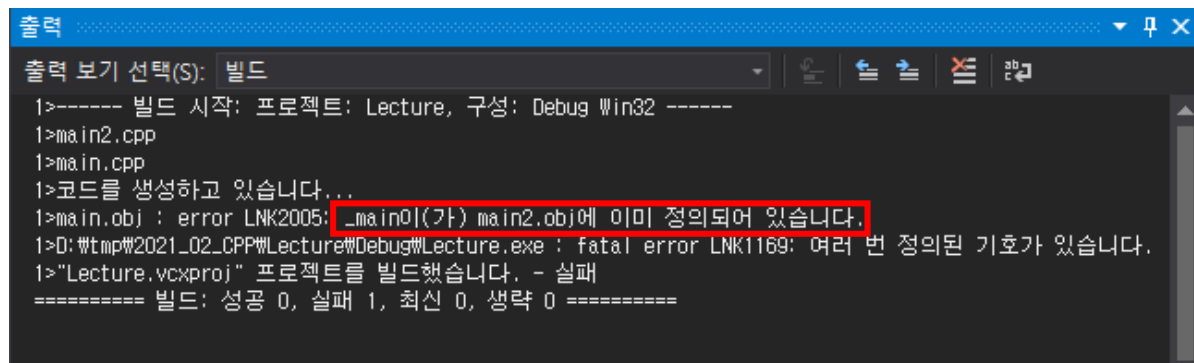 출력
출력 보기 선택(S): 빌드
1>------ 빌드 시작: 프로젝트: Lecture, 구성: Debug Win32 ------
1>main2.cpp
1>main.cpp
1>코드를 생성하고 있습니다...
1>main.obj : error LNK2005: _main이(가) main2.obj에 이미 정의되어 있습니다.
1>D:₩tmp₩2021_02_CPP₩Lecture₩Debug₩Lecture.exe : fatal error LNK1169: 여러 번 정의된 기호가 있습니다.
1>"Lecture.vcxproj" 프로젝트를 빌드했습니다. - 실패
========== 빌드: 성공 0, 실패 1, 최신 0, 생략 0 ==========